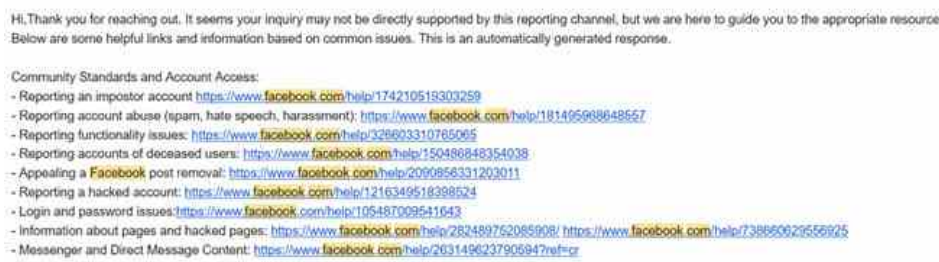 Hi,Thank you for reaching out. It seems your inquiry may not be directly supported by this reporting channel, but we are here to guide you to the appropriate resource
Below are some helpful links and information based on common issues. This is an automatically generated response.
Community Standards and Account Access:
- Reporting an impostor account https://www.facebook.com/help/174210519303259
- Reporting account abuse (spam, hate speech, harassment): https://www.facebook.com/help/181495968648557
- Reporting functionality issues: https://www.facebook.com/help/326603310765065
- Reporting accounts of deceased users: https://www.facebook.com/help/150486848354038
- Appealing a Facebook post removal: https://www.facebook.com/help/2090856331203011
- Reporting a hacked account: https://www.facebook.com/help/1216349518398524
- Login and password issues:https://www.facebook.com/help/105487009541643
- Information about pages and hacked pages: https://www.facebook.com/help/282489752085908/ https://www.facebook.com/help/738660629556925
- Messenger and Direct Message Content: https://www.facebook.com/help/263149623790594?ref=cr